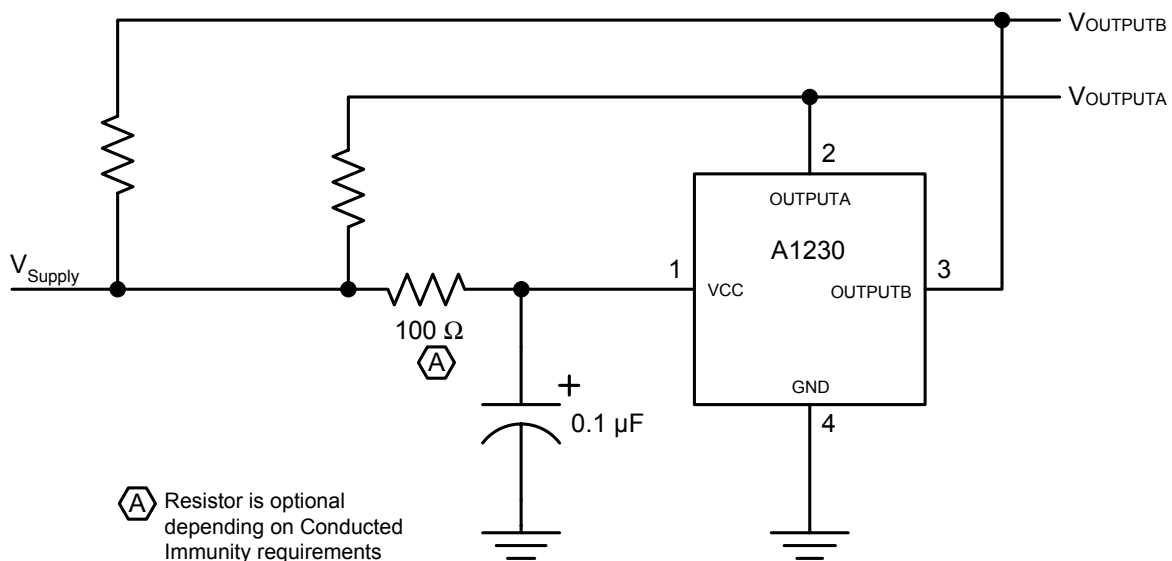 VOUTPUTB
VOUTPUTA
2
OUTPUTA
A1230
VSupply
1
3
VCC
OUTPUTB
100 Ω
A
GND
+
0.1 µF
4
A Resistor is optional
depending on Conducted
Immunity requirements